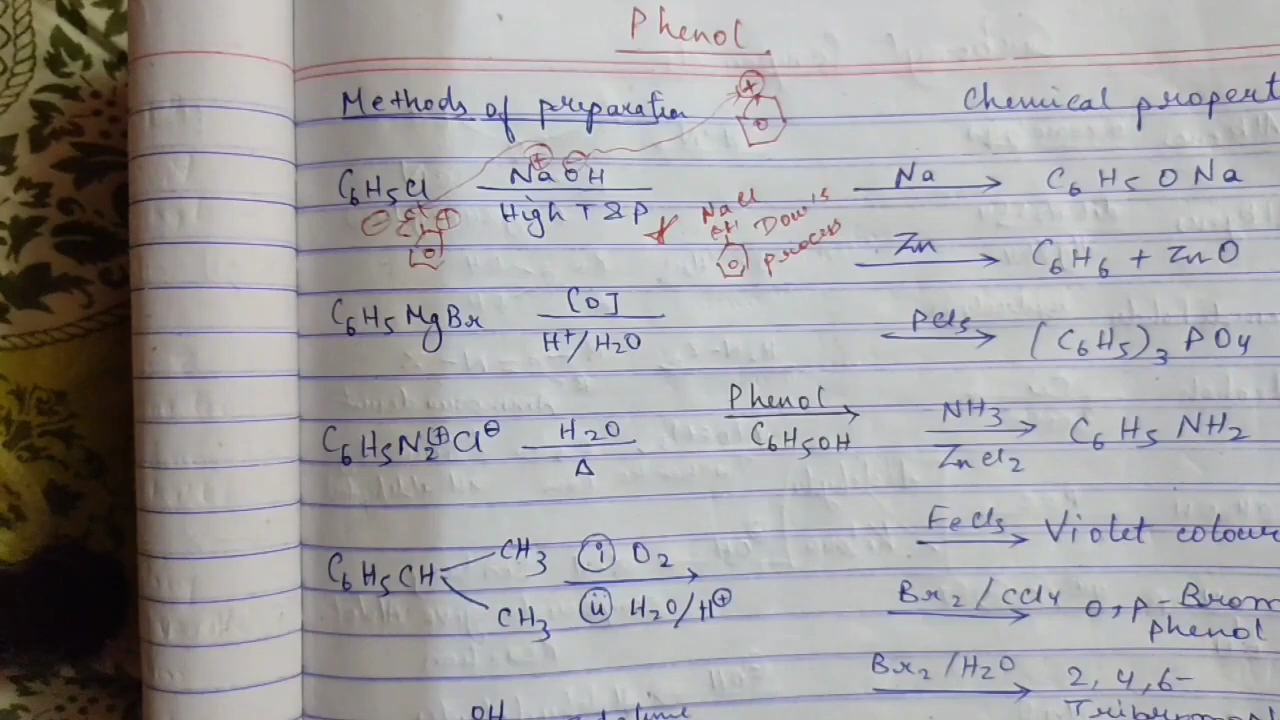 Phenol
Methods of preparation
Chemical propert
C6H5Cl NaOH
High T & P
NaCl
OH Dow's
process
Na → C6H5ONa
Zn → C6H6 + ZnO
C6H5MgBr [O]
H+/H2O
PCl5 → (C6H5)3PO4
C6H5N2⊕Cl⊖ H2O
Δ
Phenol →
C6H5OH
NH3 → C6H5NH2
ZnCl2
FeCl3 → Violet colour
C6H5CH CH3 (i) O2 →
CH3 (ii) H2O/H⊕
Br2/CCl4 → o, p-Brom
phenol
Br2/H2O → 2, 4, 6-
OH